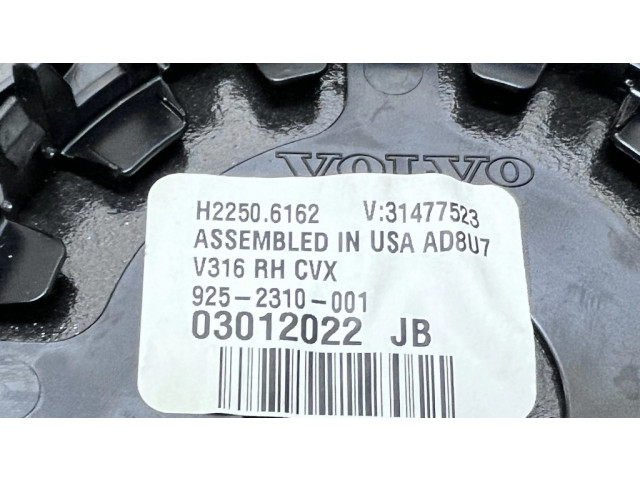 VOLVO
H2250.6162 V:31477523
ASSEMBLED IN USA AD8U7
V316 RH CVX
925-2310-001
03012022 JB